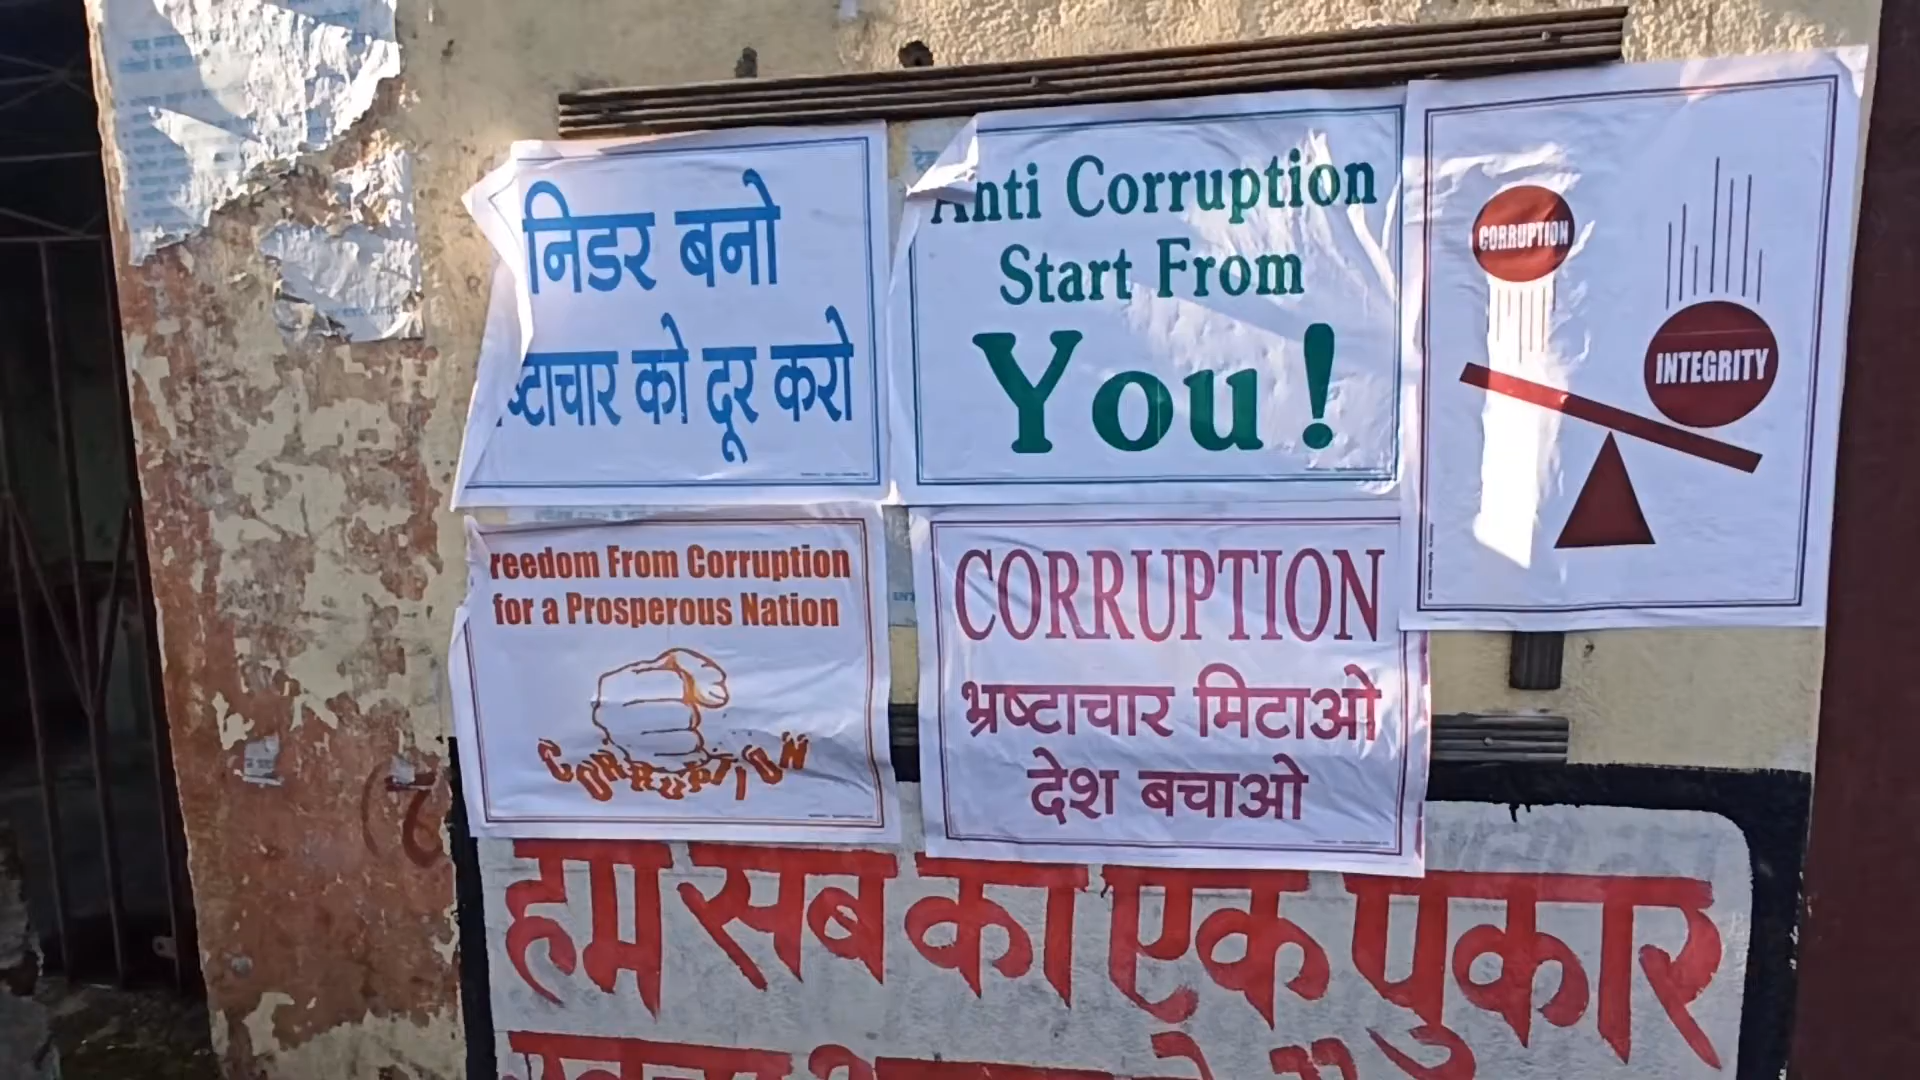 निडर बनो
ष्टाचार को दूर करो
Anti Corruption
Start From
You!
CORRUPTION
INTEGRITY
reedom From Corruption
for a Prosperous Nation
CORRUPTION
CORRUPTION
भ्रष्टाचार मिटाओ
देश बचाओ
हम सब का एक पुकार